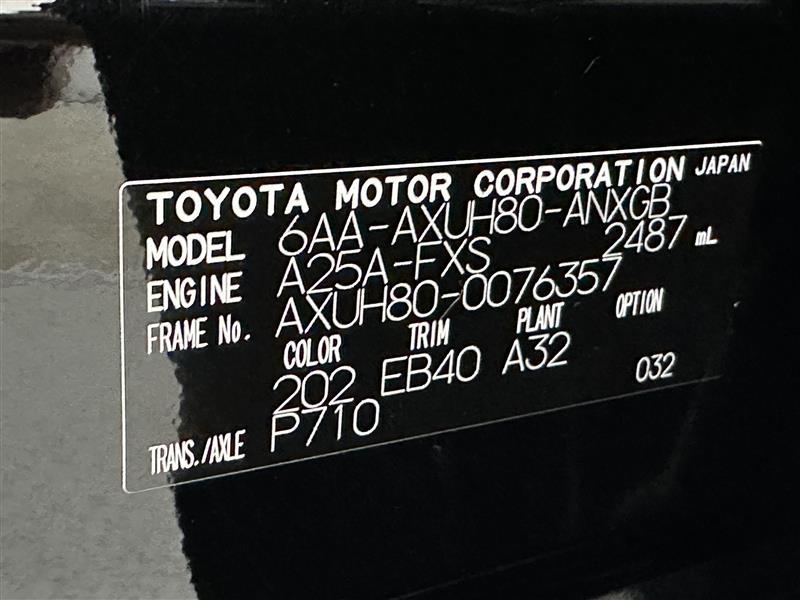 TOYOTA MOTOR CORPORATION JAPAN
MODEL 6AA-AXUH80-ANXGB
ENGINE A25A-FXS 2487 mL
FRAME No. AXUH80-0076357
COLOR TRIM PLANT OPTION
202 EB40 A32 032
TRANS./AXLE P710